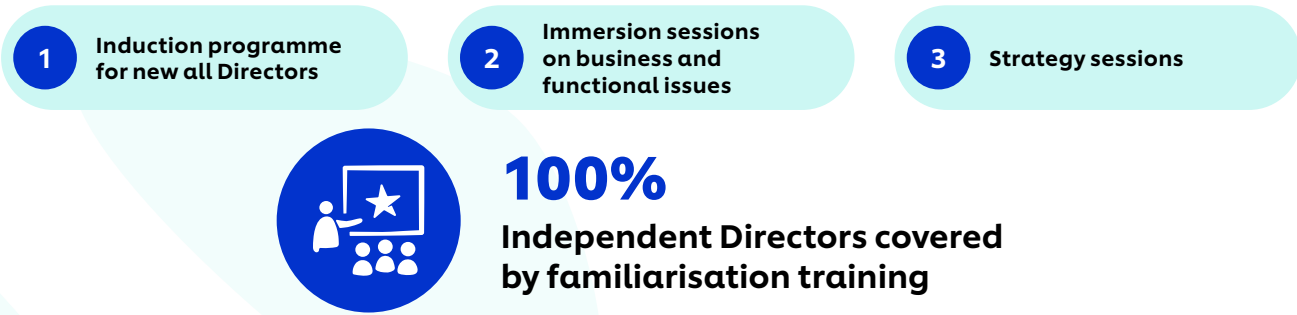 1
Induction programme
for new all Directors
2
Immersion sessions
on business and
functional issues
3
Strategy sessions
100%
Independent Directors covered
by familiarisation training